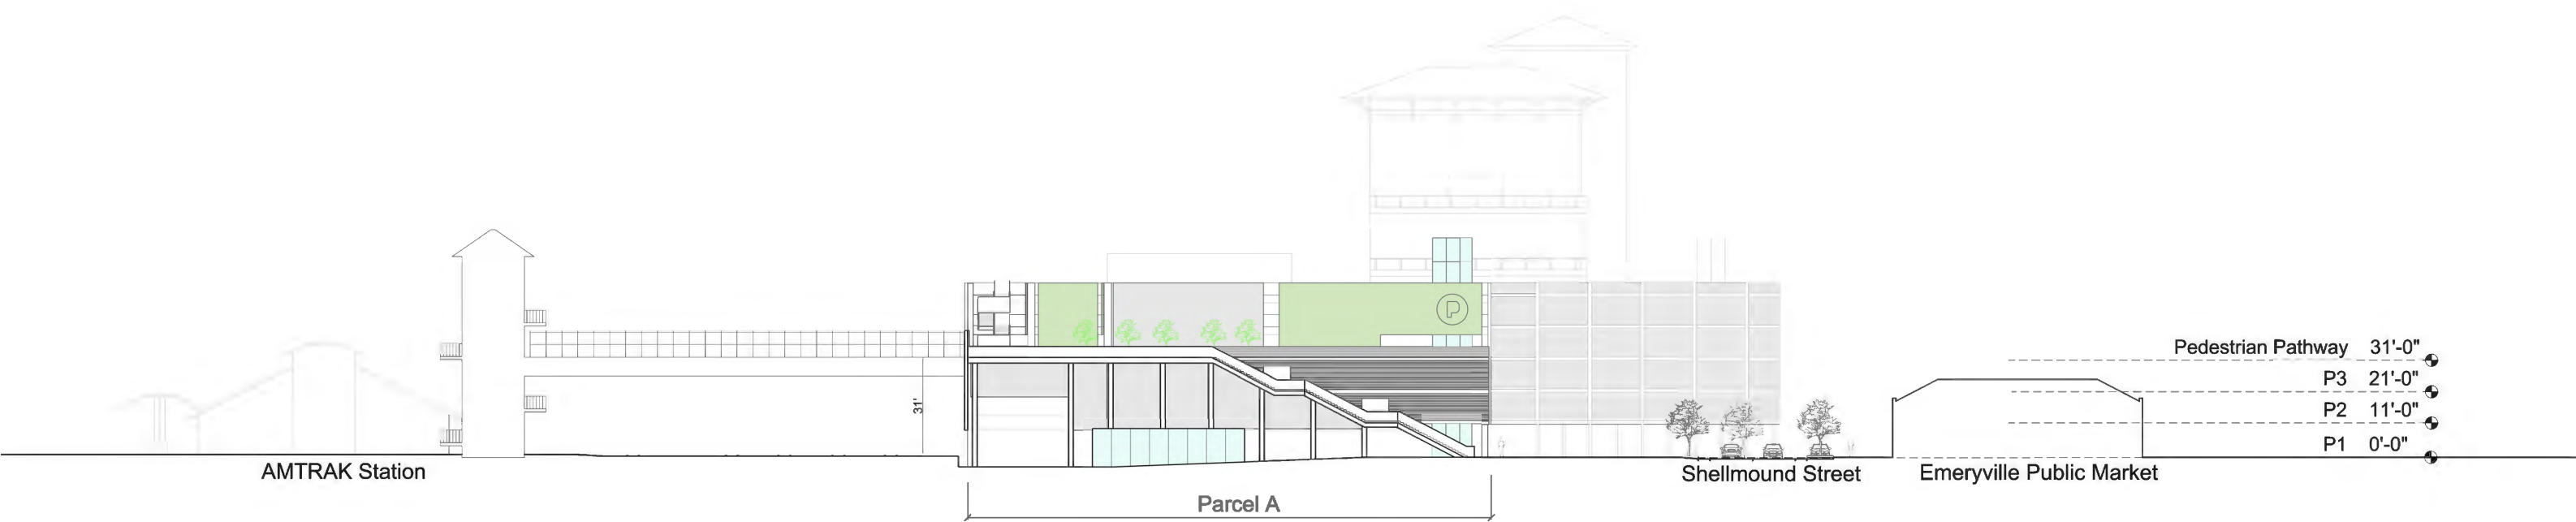 P
Pedestrian Pathway 31'-0"
P3 21'-0"
31'
P2 11'-0"
P1 0'-0"
AMTRAK Station
Shellmound Street
Emeryville Public Market
Parcel A